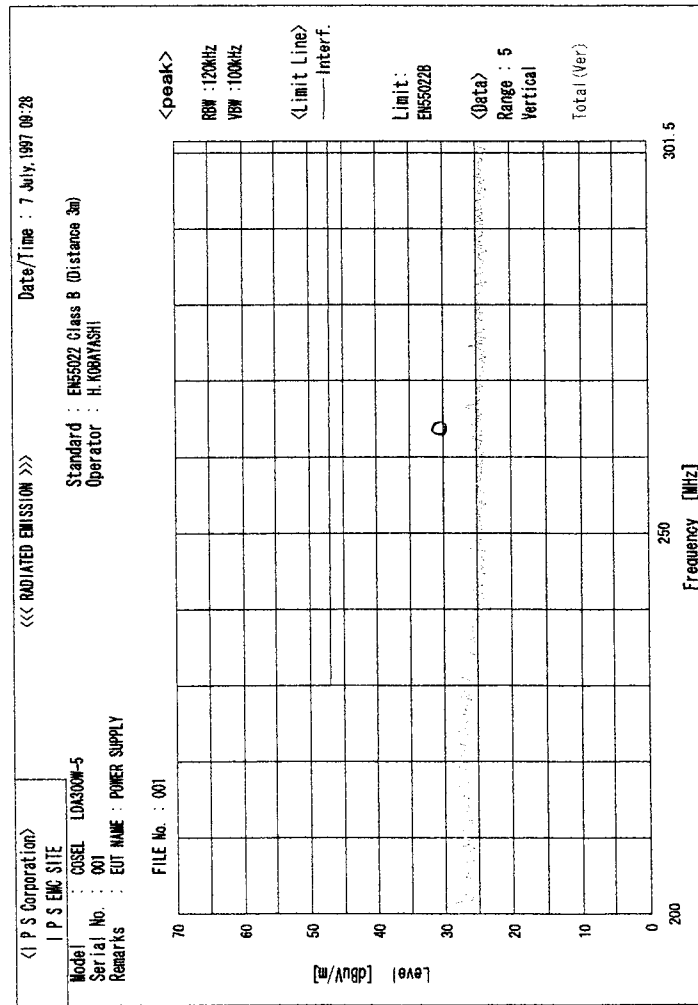 <I P S Corporation>
I P S EMC SITE
<<< RADIATED EMISSION >>>
Date/Time : 7 July, 1997 09:28
Model : COSEL LDA300W-5
Serial No. : 001
Remarks : EUT NAME : POWER SUPPLY
Standard : EN55022 Class B (Distance 3m)
Operator : H.KOBAYASHI
FILE No. : 001
<peak>
RBW :120kHz
VBW :100kHz
<Limit Line>
Interf.
Limit:
EN55022B
<Data>
Range : 5
Vertical
Total(Ver)
Level [dBuV/m]
70
60
50
40
30
20
10
0
200
250
301.5
Frequency [MHz]